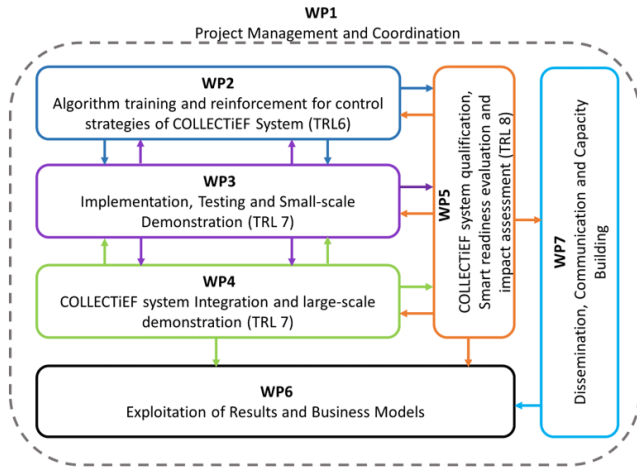 WP1
Project Management and Coordination
WP2
Algorithm training and reinforcement for control
strategies of COLLECTiEF System (TRL6)
WP3
Implementation, Testing and Small-scale
Demonstration (TRL 7)
WP4
COLLECTiEF system Integration and large-scale
demonstration (TRL 7)
WP5
COLLECTiEF system qualification,
Smart readiness evaluation and
impact assessment (TRL 8)
WP7
Dissemination, Communication and Capacity
Building
WP6
Exploitation of Results and Business Models